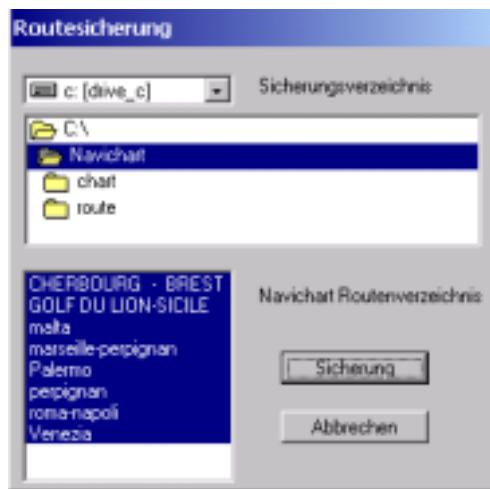 Routesicherung
c: [drive_c]
Sicherungsverzeichnis
C:\
Navichart
chart
route
CHERBOURG - BREST
GOLF DU LION-SICILE
malta
marseille-perpignan
Palermo
perpignan
roma-napoli
Venezia
Navichart Routenverzeichnis
Sicherung
Abbrechen